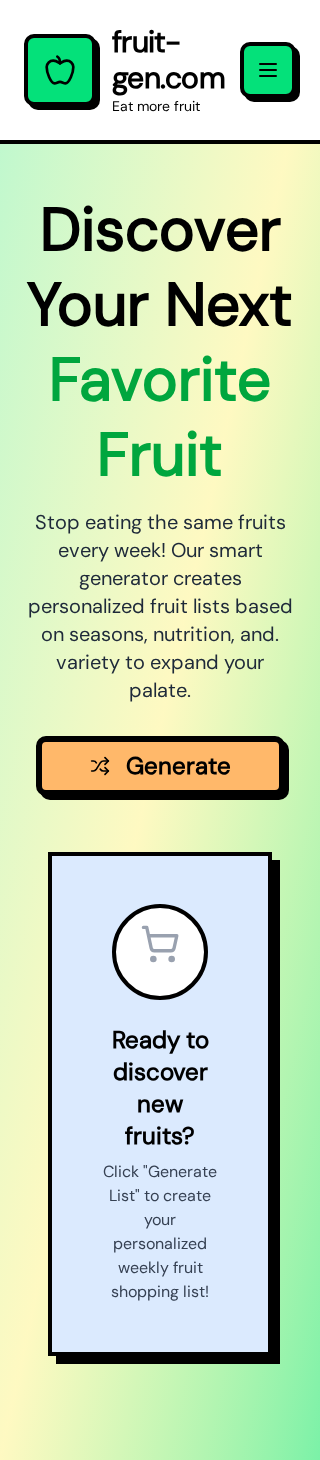 fruit-
gen.com
Eat more fruit
Discover
Your Next
Favorite
Fruit
Stop eating the same fruits
every week! Our smart
generator creates
personalized fruit lists based
on seasons, nutrition, and.
variety to expand your
palate.
Generate
Ready to
discover
new
fruits?
Click "Generate
List" to create
your
personalized
weekly fruit
shopping list!